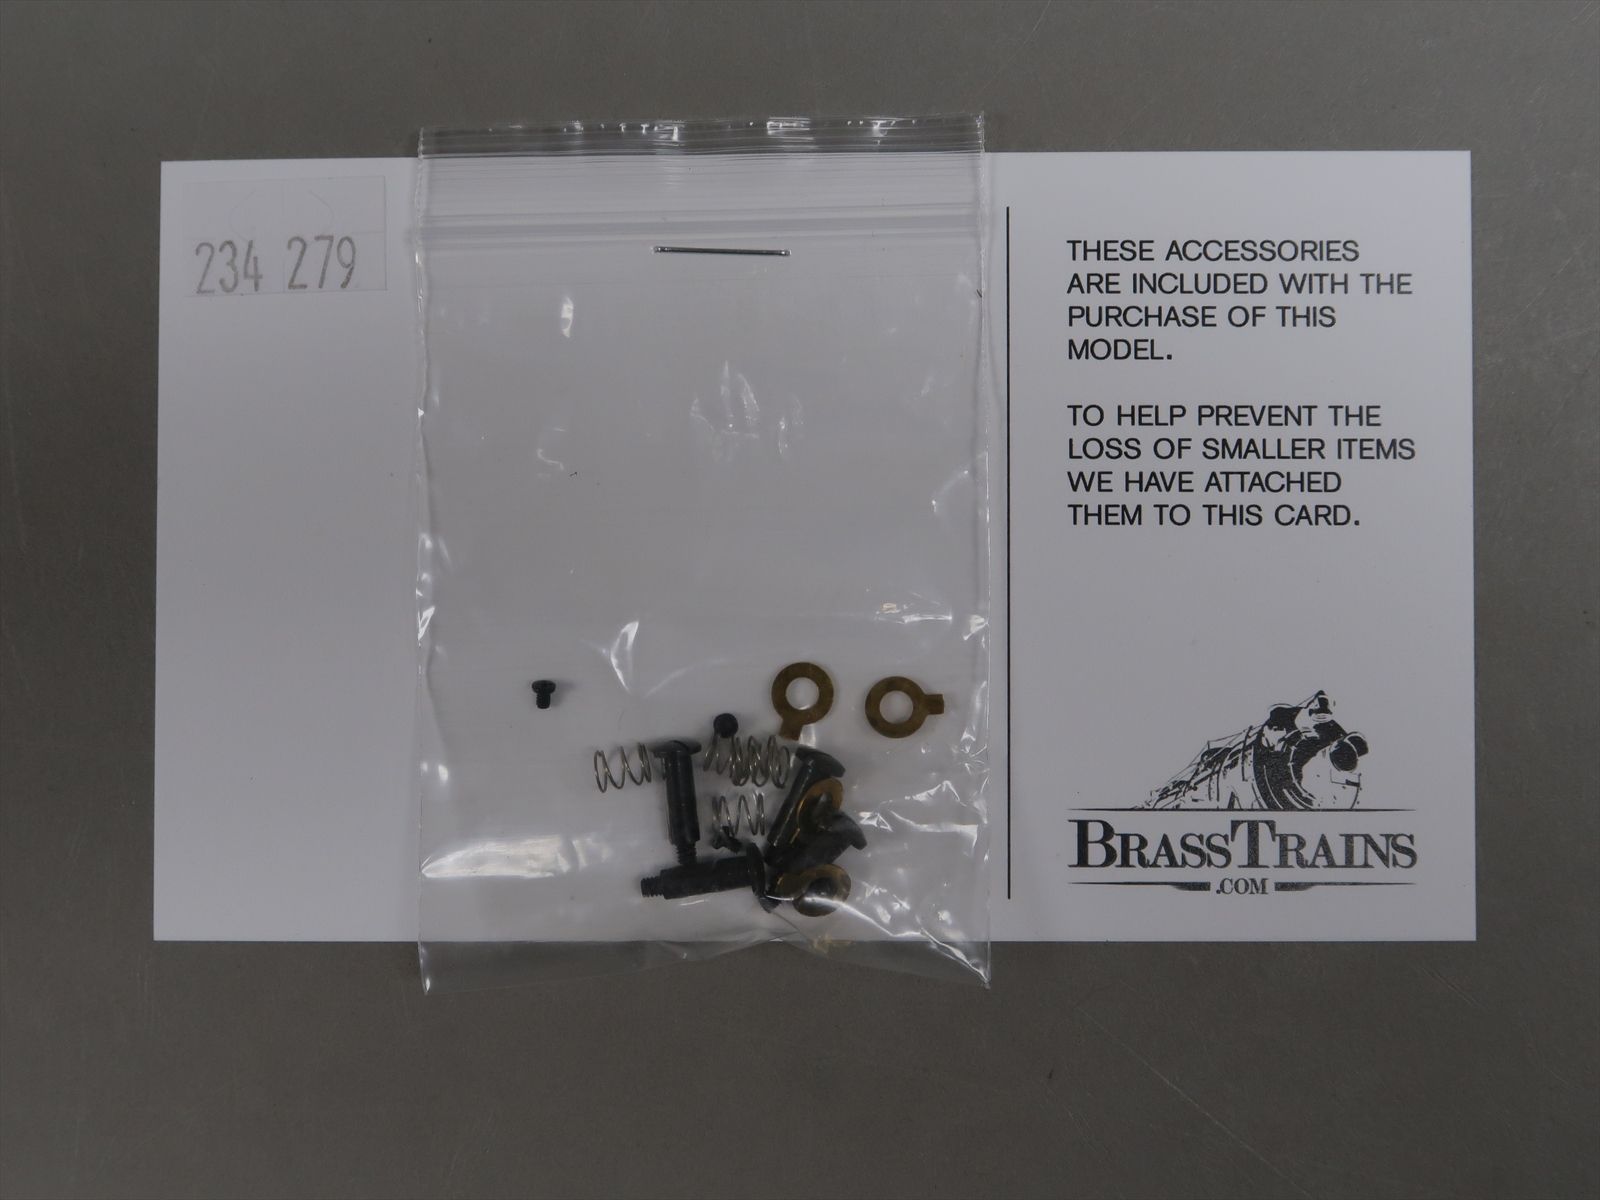 234 279
THESE ACCESSORIES
ARE INCLUDED WITH THE
PURCHASE OF THIS
MODEL.
TO HELP PREVENT THE
LOSS OF SMALLER ITEMS
WE HAVE ATTACHED
THEM TO THIS CARD.
BRASSTRAINS
.COM